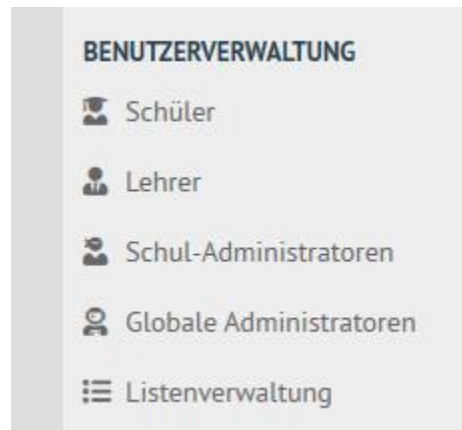 BENUTZERVERWALTUNG
Schüler
Lehrer
Schul-Administratoren
Globale Administratoren
Listenverwaltung